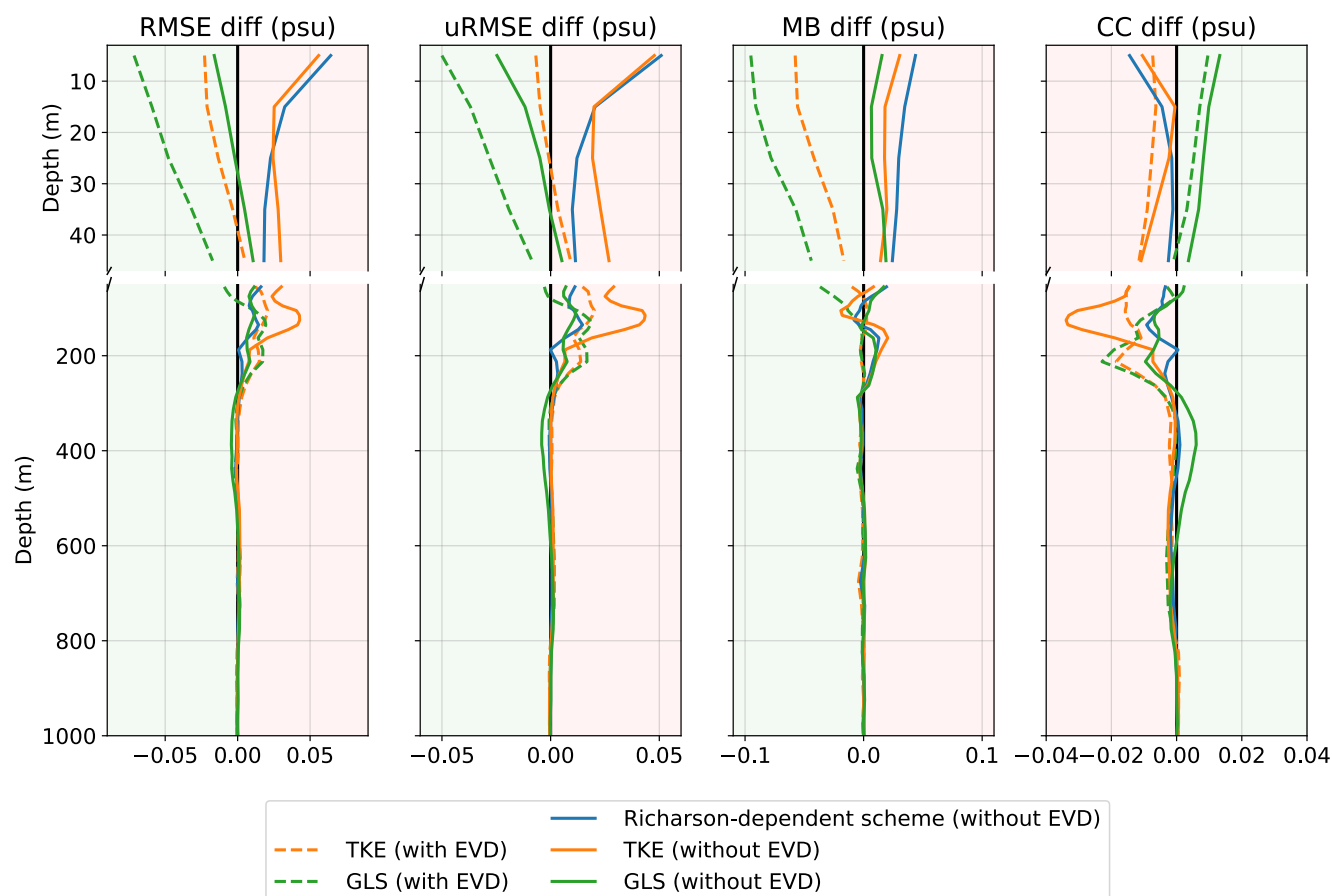 RMSE diff (psu)
uRMSE diff (psu)
MB diff (psu)
CC diff (psu)
Depth (m)
10
20
30
40
Depth (m)
200
400
600
800
1000
−0.05 0.00 0.05
−0.05 0.00 0.05
−0.1 0.0 0.1
−0.04 −0.02 0.00 0.02 0.04
Richarson-dependent scheme (without EVD)
TKE (with EVD) TKE (without EVD)
GLS (with EVD) GLS (without EVD)